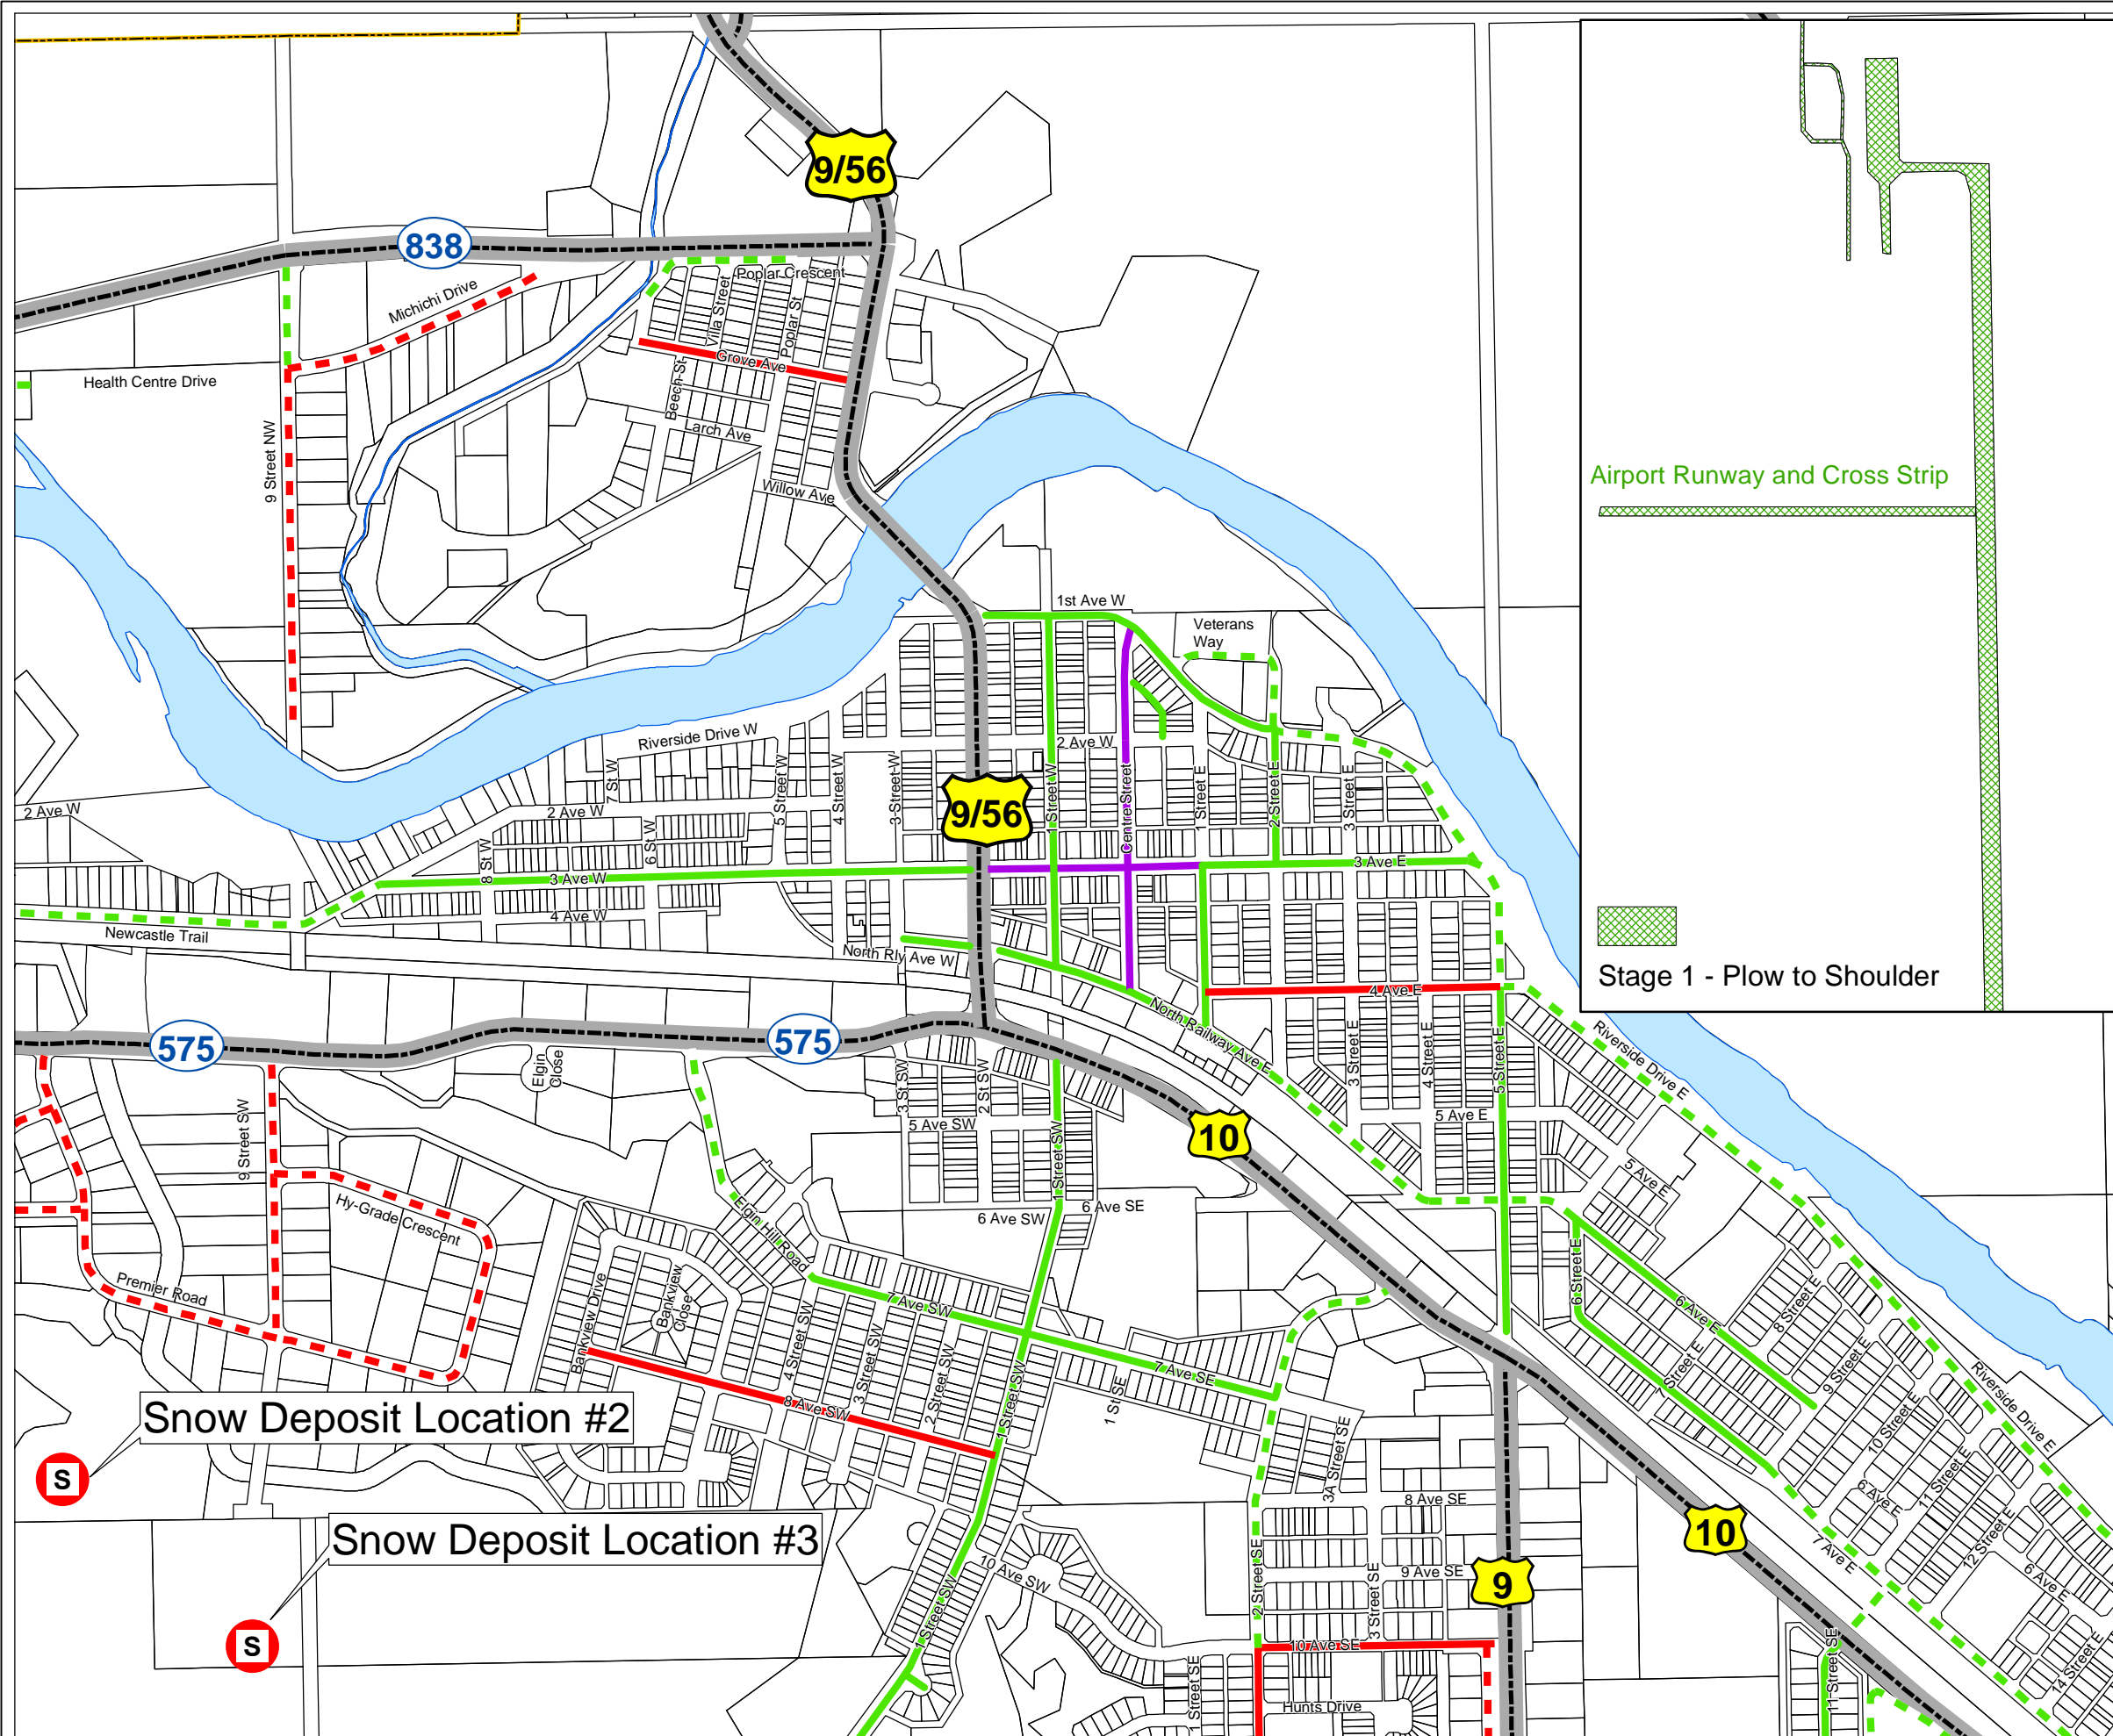 9/56
838
Poplar Crescent
Michichi Drive
Villa Street
Poplar St
Grove Ave
Health Centre Drive
Beech St
Larch Ave
9 Street NW
Willow Ave
Airport Runway and Cross Strip
Stage 1 - Plow to Shoulder
1st Ave W
Veterans
Way
Riverside Drive W
2 Ave W
7 St W
5 Street W
4 Street W
3 Street W
9/56
1 Street W
Centre Street
1 Street E
2 Street E
3 Street E
2 Ave W
2 Ave W
6 St W
8 St W
3 Ave W
3 Ave E
4 Ave W
Newcastle Trail
North Rly Ave W
4 Ave E
North Railway Ave E
Riverside Drive E
575
575
Elgin
Close
3 St SW
2 St SW
3 Street E
4 Street E
5 Street E
5 Ave SW
5 Ave E
10
9 Street SW
1 Street SW
5 Ave E
Hy-Grade Crescent
Elgin Hill Road
6 Ave SW
6 Ave SE
6 Street E
Premier Road
Bankview Drive
Bankview
Close
7 Ave SW
6 Ave E
8 Street E
4 Street SW
3 Street SW
2 Street SW
1 Street SW
7 Ave SE
1 St SE
7 Street E
9 Street E
Riverside Drive E
Snow Deposit Location #2
8 Ave SW
10 Street E
S
3A Street SE
8 Ave SE
6 Ave E
11 Street E
Snow Deposit Location #3
10
12 Street E
7 Ave E
10 Ave SW
9 Ave SE
9
6 Ave E
1 Street SW
2 Street SE
3 Street SE
S
10 Ave SE
11 Street SE
14 Street E
1 Street SE
Hunts Drive